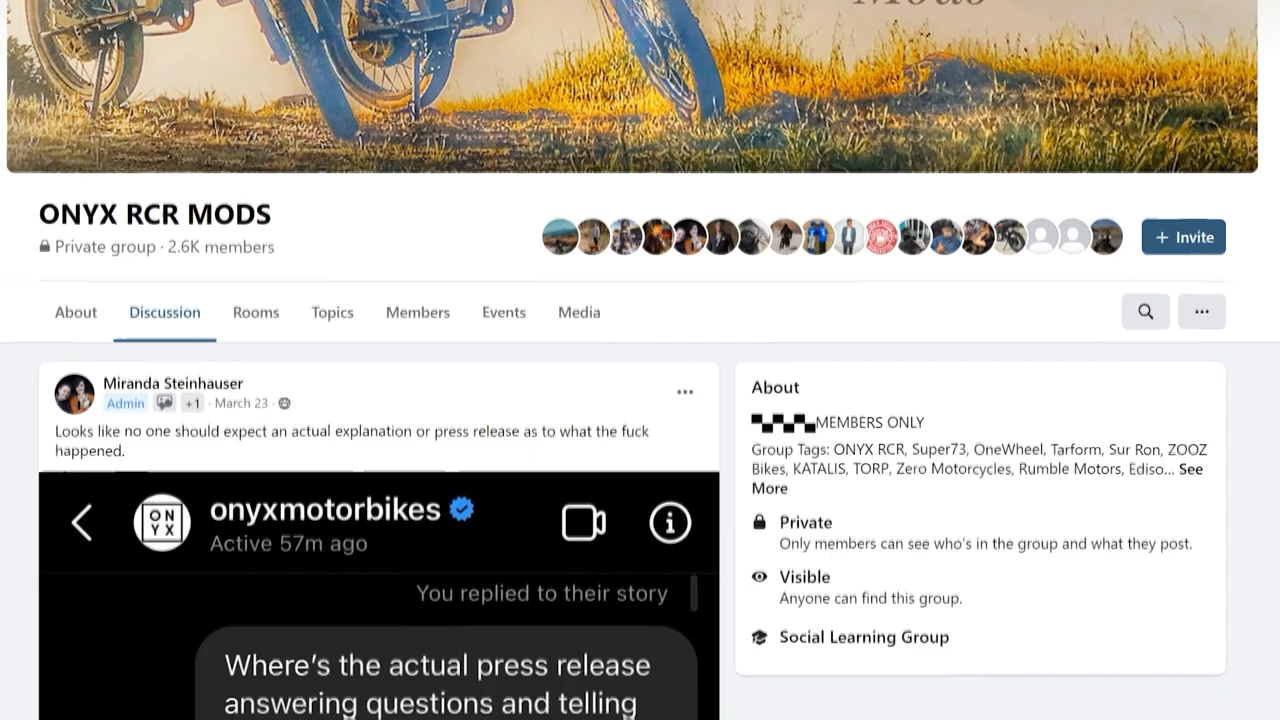 ONYX RCR MODS
Private group · 2.6K members
+ Invite
About
Discussion
Rooms
Topics
Members
Events
Media
Miranda Steinhauser
Admin +1 · March 23 ·
Looks like no one should expect an actual explanation or press release as to what the fuck
happened.
ONYX
onyxmotorbikes
Active 57m ago
You replied to their story
Where's the actual press release
answering questions and telling
About
MEMBERS ONLY
Group Tags: ONYX RCR, Super73, OneWheel, Tarform, Sur Ron, ZOOZ
Bikes, KATALIS, TORP, Zero Motorcycles, Rumble Motors, Ediso... See
More
Private
Only members can see who's in the group and what they post.
Visible
Anyone can find this group.
Social Learning Group